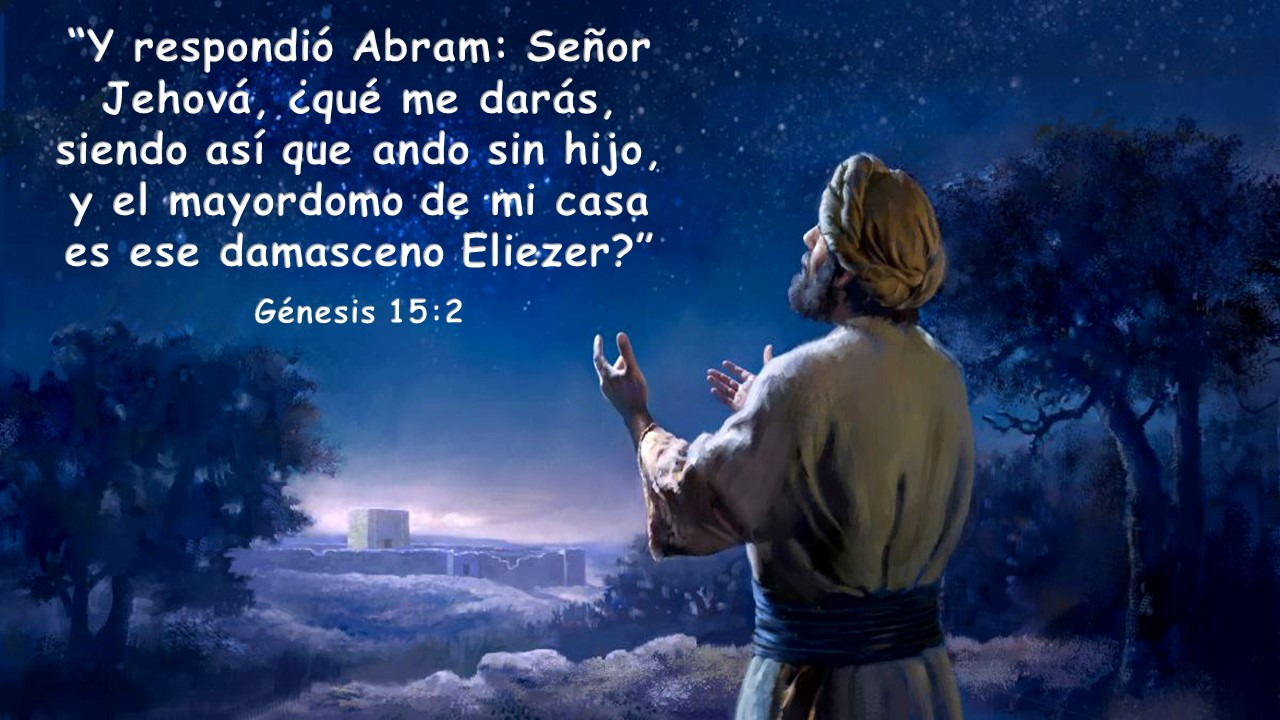 “Y respondió Abram: Señor
Jehová, ¿qué me darás,
siendo así que ando sin hijo,
y el mayordomo de mi casa
es ese damasceno Eliezer?”
Génesis 15:2